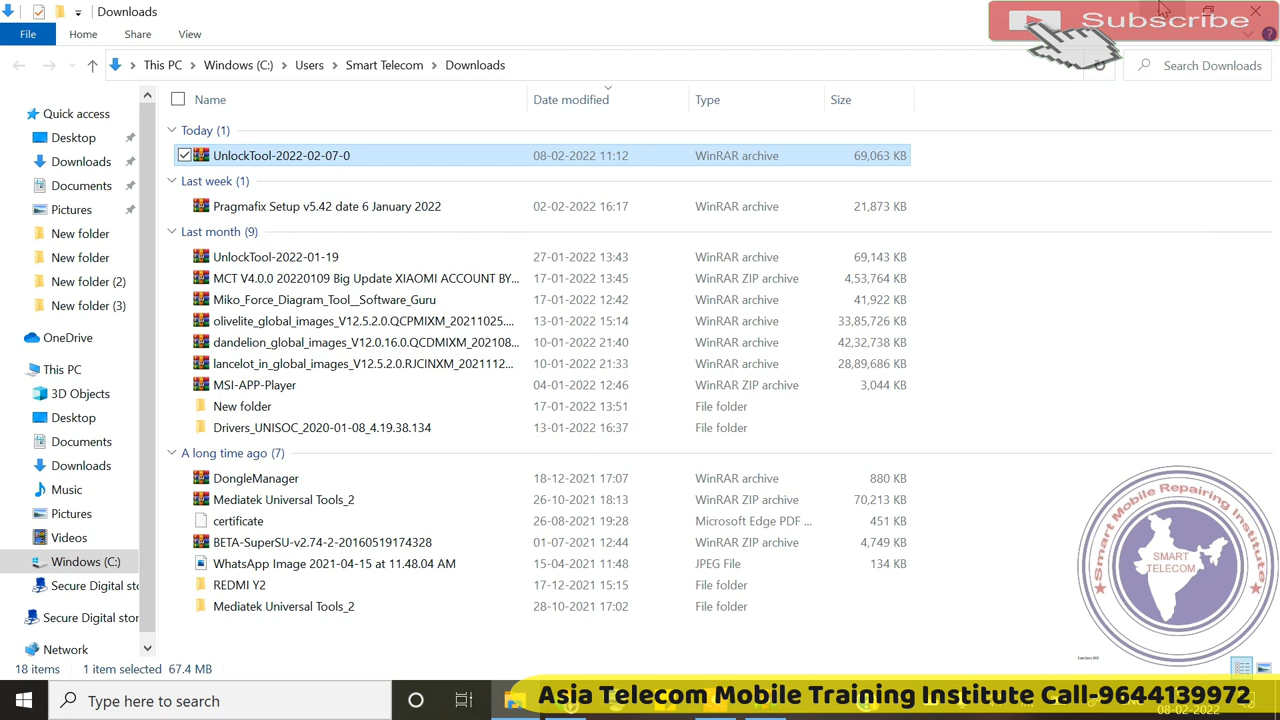 Downloads
Subscribe
File Home Share View
This PC Windows (C:) Users Smart Telecom Downloads
Search Downloads
Name Date modified Type Size
Quick access
Desktop
Downloads
Documents
Pictures
New folder
New folder
New folder (2)
New folder (3)
OneDrive
This PC
3D Objects
Desktop
Documents
Downloads
Music
Pictures
Videos
Windows (C:)
Secure Digital sto
Secure Digital stor
Network
Today (1)
UnlockTool-2022-02-07-0 08-02-2022 11:12 WinRAR archive 69,063 KB
Last week (1)
Pragmafix Setup v5.42 date 6 January 2022 02-02-2022 16:17 WinRAR archive 21,873 KB
Last month (9)
UnlockTool-2022-01-19 27-01-2022 13:43 WinRAR archive 69,143 KB
MCT V4.0.0 20220109 Big Update XIAOMI ACCOUNT BY... 17-01-2022 13:45 WinRAR ZIP archive 4,53,764 KB
Miko_Force_Diagram_Tool__Software_Guru 17-01-2022 12:42 WinRAR archive 41,922 KB
olivelite_global_images_V12.5.2.0.QCPMIXM_20211025.... 13-01-2022 15:14 WinRAR archive 33,85,726 KB
dandelion_global_images_V12.0.16.0.QCDMIXM_202108... 10-01-2022 21:40 WinRAR archive 42,32,738 KB
lancelot_in_global_images_V12.5.2.0.RJCINXM_2021112... 10-01-2022 21:33 WinRAR archive 28,89,686 KB
MSI-APP-Player 04-01-2022 12:46 WinRAR ZIP archive 3,044 KB
New folder 17-01-2022 13:51 File folder
Drivers_UNISOC_2020-01-08_4.19.38.134 13-01-2022 16:37 File folder
A long time ago (7)
DongleManager 18-12-2021 17:07 WinRAR archive 880 KB
Mediatek Universal Tools_2 26-10-2021 18:13 WinRAR ZIP archive 70,213 KB
certificate 26-08-2021 19:28 Microsoft Edge PDF ... 451 KB
BETA-SuperSU-v2.74-2-20160519174328 01-07-2021 12:44 WinRAR ZIP archive 4,749 KB
WhatsApp Image 2021-04-15 at 11.48.04 AM 15-04-2021 11:48 JPEG File 134 KB
REDMI Y2 17-12-2021 15:15 File folder
Mediatek Universal Tools_2 28-10-2021 17:02 File folder
Smart Mobile Repairing Institute
SMART
TELECOM
18 items 1 item selected 67.4 MB
Type here to search
Asia Telecom Mobile Training Institute Call-9644139972
08-02-2022